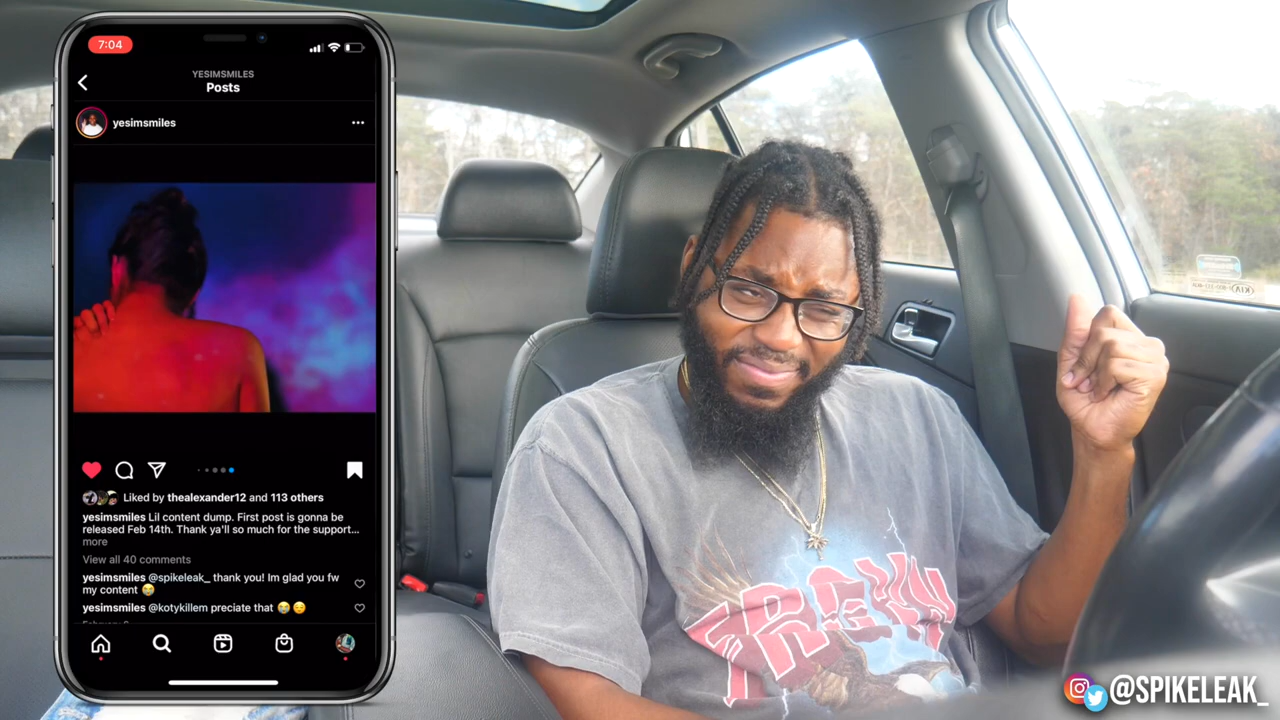 7:04
YESIMSMILES
Posts
yesimsmiles
Liked by thealexander12 and 113 others
yesimsmiles Lil content dump. First post is gonna be
released Feb 14th. Thank ya'll so much for the support...
more
View all 40 comments
yesimsmiles @spikeleak_ thank you! Im glad you fw
my content 😭
yesimsmiles @kotykillem preciate that 😭😌
KIA
@SPIKELEAK_